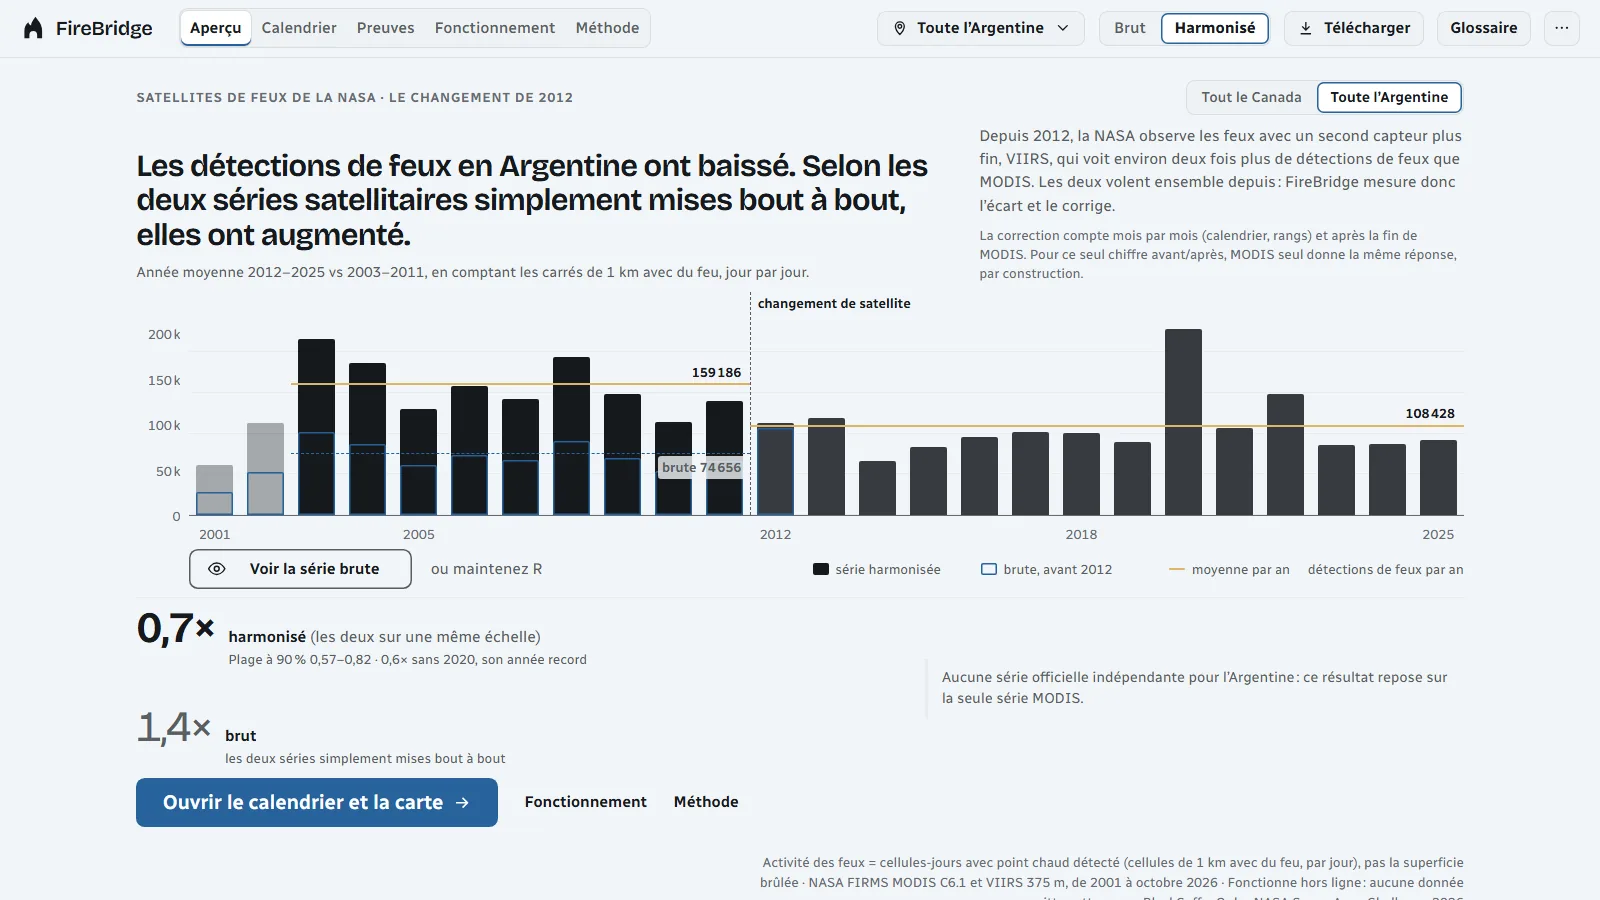 FireBridge
Aperçu Calendrier Preuves Fonctionnement Méthode
Toute l'Argentine
Brut Harmonisé
Télécharger
Glossaire
···
SATELLITES DE FEUX DE LA NASA · LE CHANGEMENT DE 2012
Tout le Canada Toute l'Argentine
Les détections de feux en Argentine ont baissé. Selon les
deux séries satellitaires simplement mises bout à bout,
elles ont augmenté.
Année moyenne 2012–2025 vs 2003–2011, en comptant les carrés de 1 km avec du feu, jour par jour.
Depuis 2012, la NASA observe les feux avec un second capteur plus
fin, VIIRS, qui voit environ deux fois plus de détections de feux que
MODIS. Les deux volent ensemble depuis : FireBridge mesure donc
l'écart et le corrige.
La correction compte mois par mois (calendrier, rangs) et après la fin de
MODIS. Pour ce seul chiffre avant/après, MODIS seul donne la même réponse,
par construction.
changement de satellite
200 k
150 k
100 k
50 k
0
159 186
brute 74 656
108 428
2001 2005 2012 2018 2025
Voir la série brute
ou maintenez R
série harmonisée
brute, avant 2012
moyenne par an
détections de feux par an
0,7×
harmonisé (les deux sur une même échelle)
Plage à 90 % 0,57–0,82 · 0,6× sans 2020, son année record
Aucune série officielle indépendante pour l'Argentine : ce résultat repose sur
la seule série MODIS.
1,4×
brut
les deux séries simplement mises bout à bout
Ouvrir le calendrier et la carte →
Fonctionnement
Méthode
Activité des feux = cellules-jours avec point chaud détecté (cellules de 1 km avec du feu, par jour), pas la superficie
brûlée · NASA FIRMS MODIS C6.1 et VIIRS 375 m, de 2001 à octobre 2026 · Fonctionne hors ligne : aucune donnée